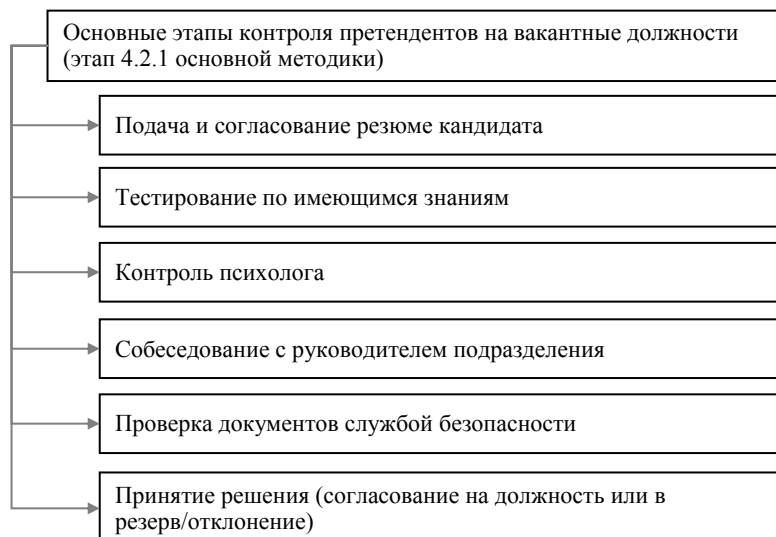 Основные этапы контроля претендентов на вакантные должности
(этап 4.2.1 основной методики)
Подача и согласование резюме кандидата
Тестирование по имеющимся знаниям
Контроль психолога
Собеседование с руководителем подразделения
Проверка документов службой безопасности
Принятие решения (согласование на должность или в
резерв/отклонение)